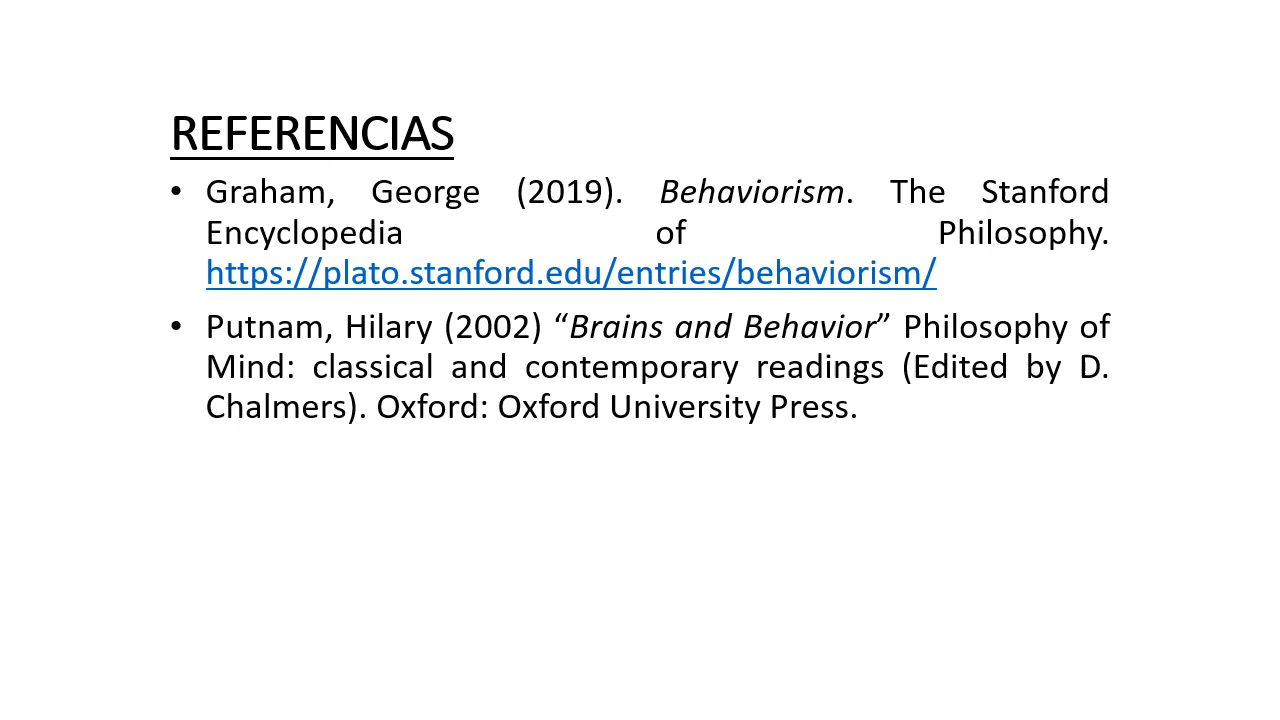 REFERENCIAS
• Graham, George (2019). Behaviorism. The Stanford
Encyclopedia of Philosophy.
https://plato.stanford.edu/entries/behaviorism/
• Putnam, Hilary (2002) “Brains and Behavior” Philosophy of
Mind: classical and contemporary readings (Edited by D.
Chalmers). Oxford: Oxford University Press.